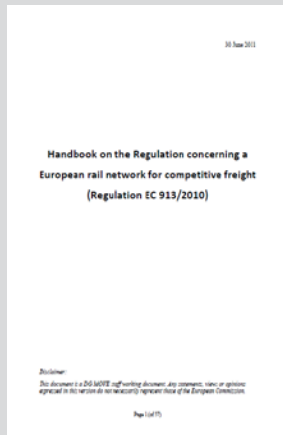 30 June 2011
Handbook on the Regulation concerning a
European rail network for competitive freight
(Regulation EC 913/2010)
Disclaimer:
This document is a DG MOVE staff working document. Any statements, views or opinions
expressed in this version do not necessarily represent those of the European Commission.